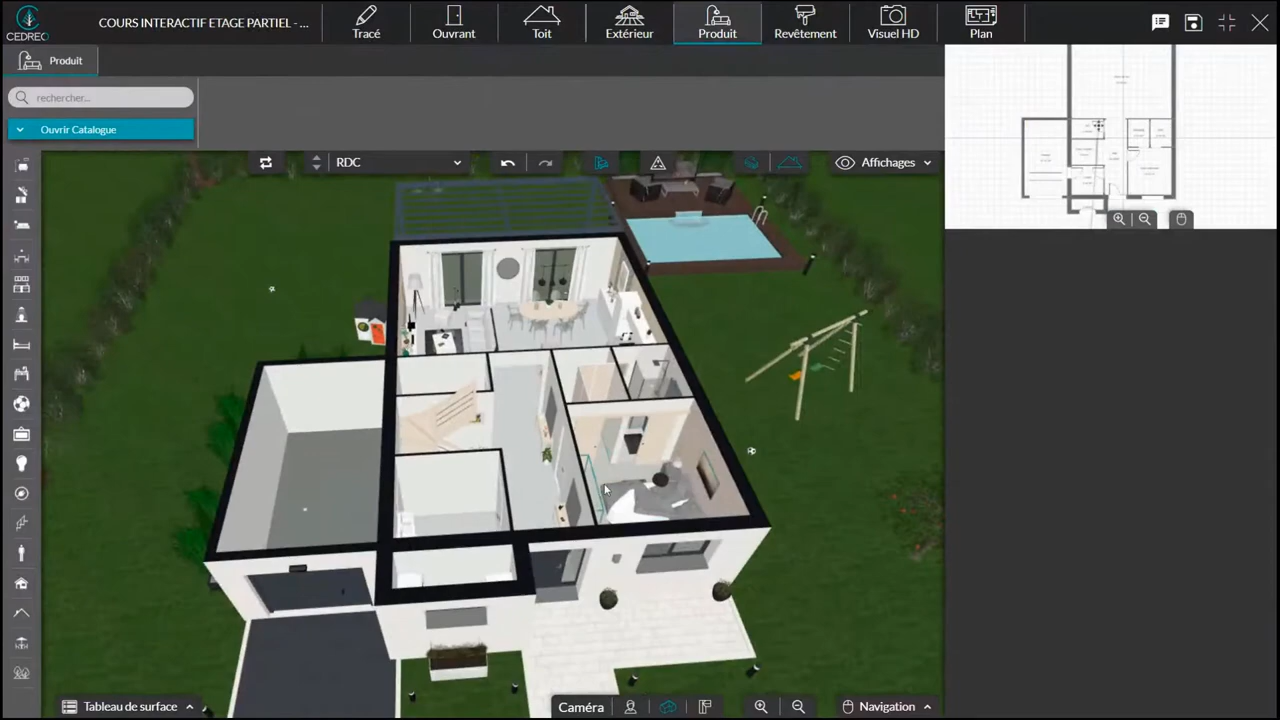 CEDREO
COURS INTERACTIF ETAGE PARTIEL - ...
Tracé
Ouvrant
Toit
Extérieur
Produit
Revêtement
Visuel HD
Plan
Produit
rechercher...
Ouvrir Catalogue
RDC
Affichages
Tableau de surface
Caméra
Navigation